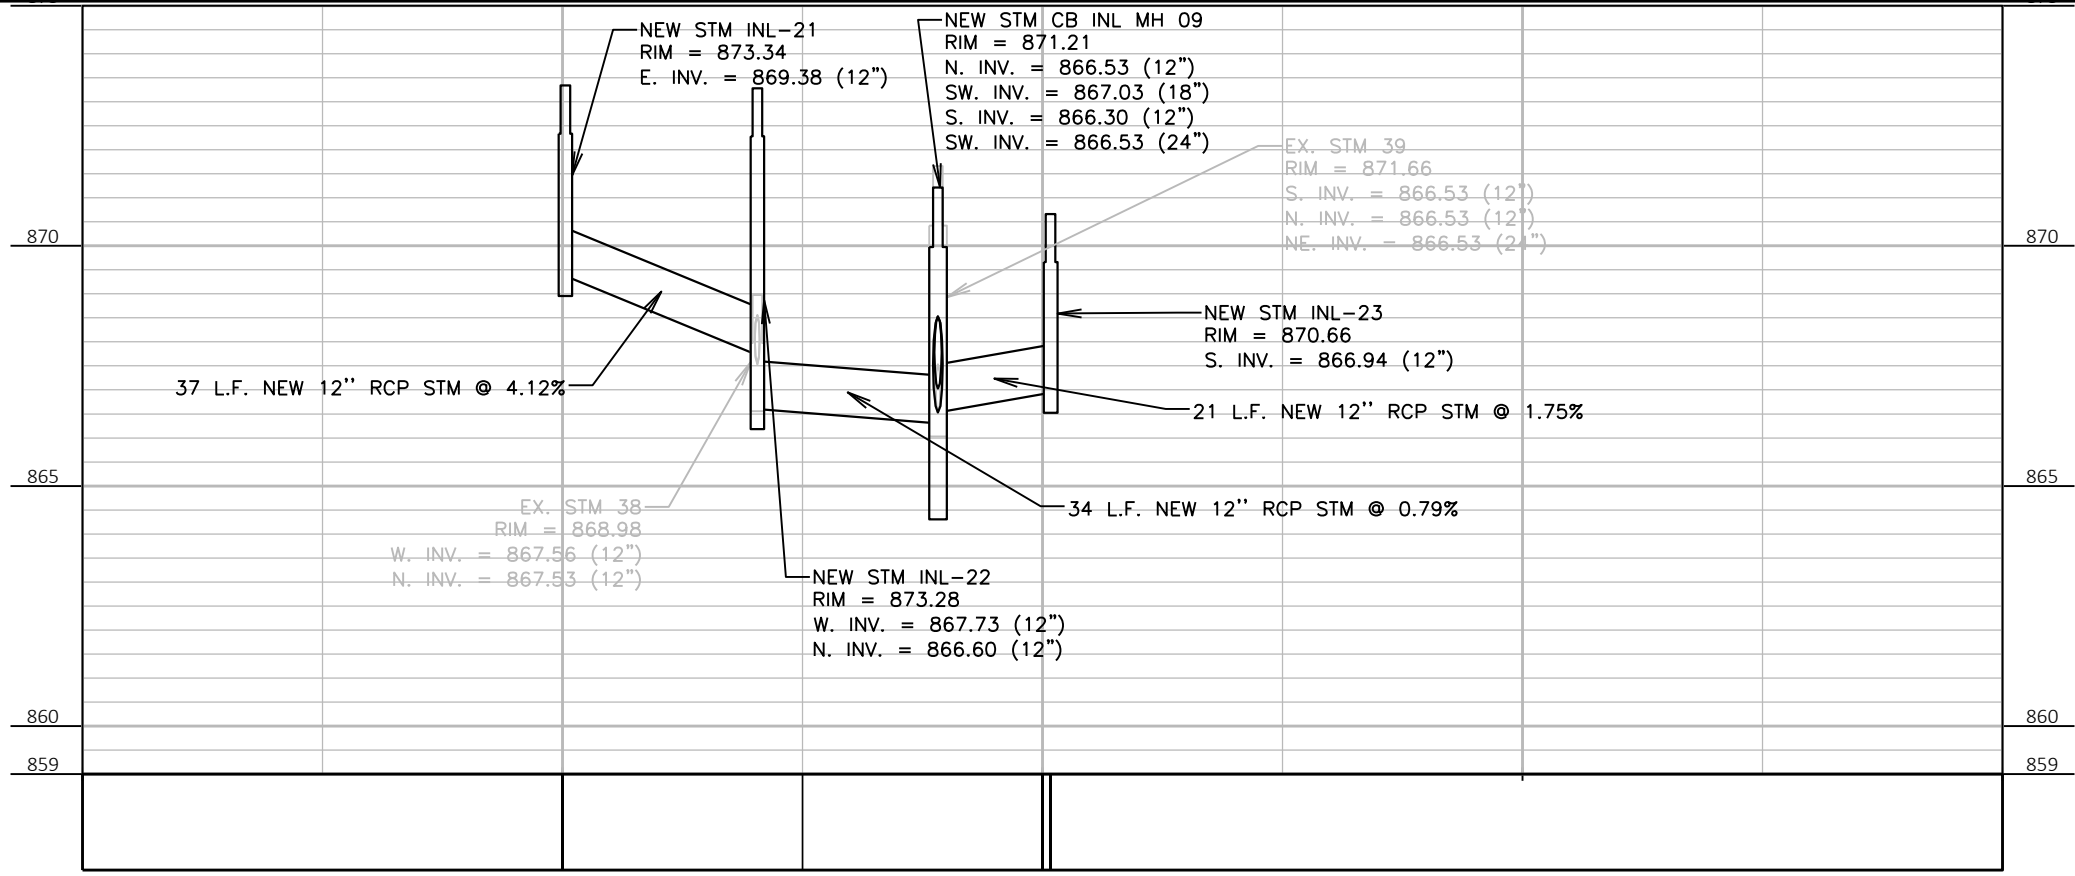 NEW STM INL-21
RIM = 873.34
E. INV. = 869.38 (12")
NEW STM CB INL MH 09
RIM = 871.21
N. INV. = 866.53 (12")
SW. INV. = 867.03 (18")
S. INV. = 866.30 (12")
SW. INV. = 866.53 (24")
EX. STM 39
RIM = 871.66
S. INV. = 866.53 (12")
N. INV. = 866.53 (12")
NE. INV. = 866.53 (24")
870
870
NEW STM INL-23
RIM = 870.66
S. INV. = 866.94 (12")
37 L.F. NEW 12'' RCP STM @ 4.12%
21 L.F. NEW 12'' RCP STM @ 1.75%
865
865
EX. STM 38
RIM = 868.98
W. INV. = 867.56 (12")
N. INV. = 867.53 (12")
34 L.F. NEW 12'' RCP STM @ 0.79%
NEW STM INL-22
RIM = 873.28
W. INV. = 867.73 (12")
N. INV. = 866.60 (12")
860
860
859
859